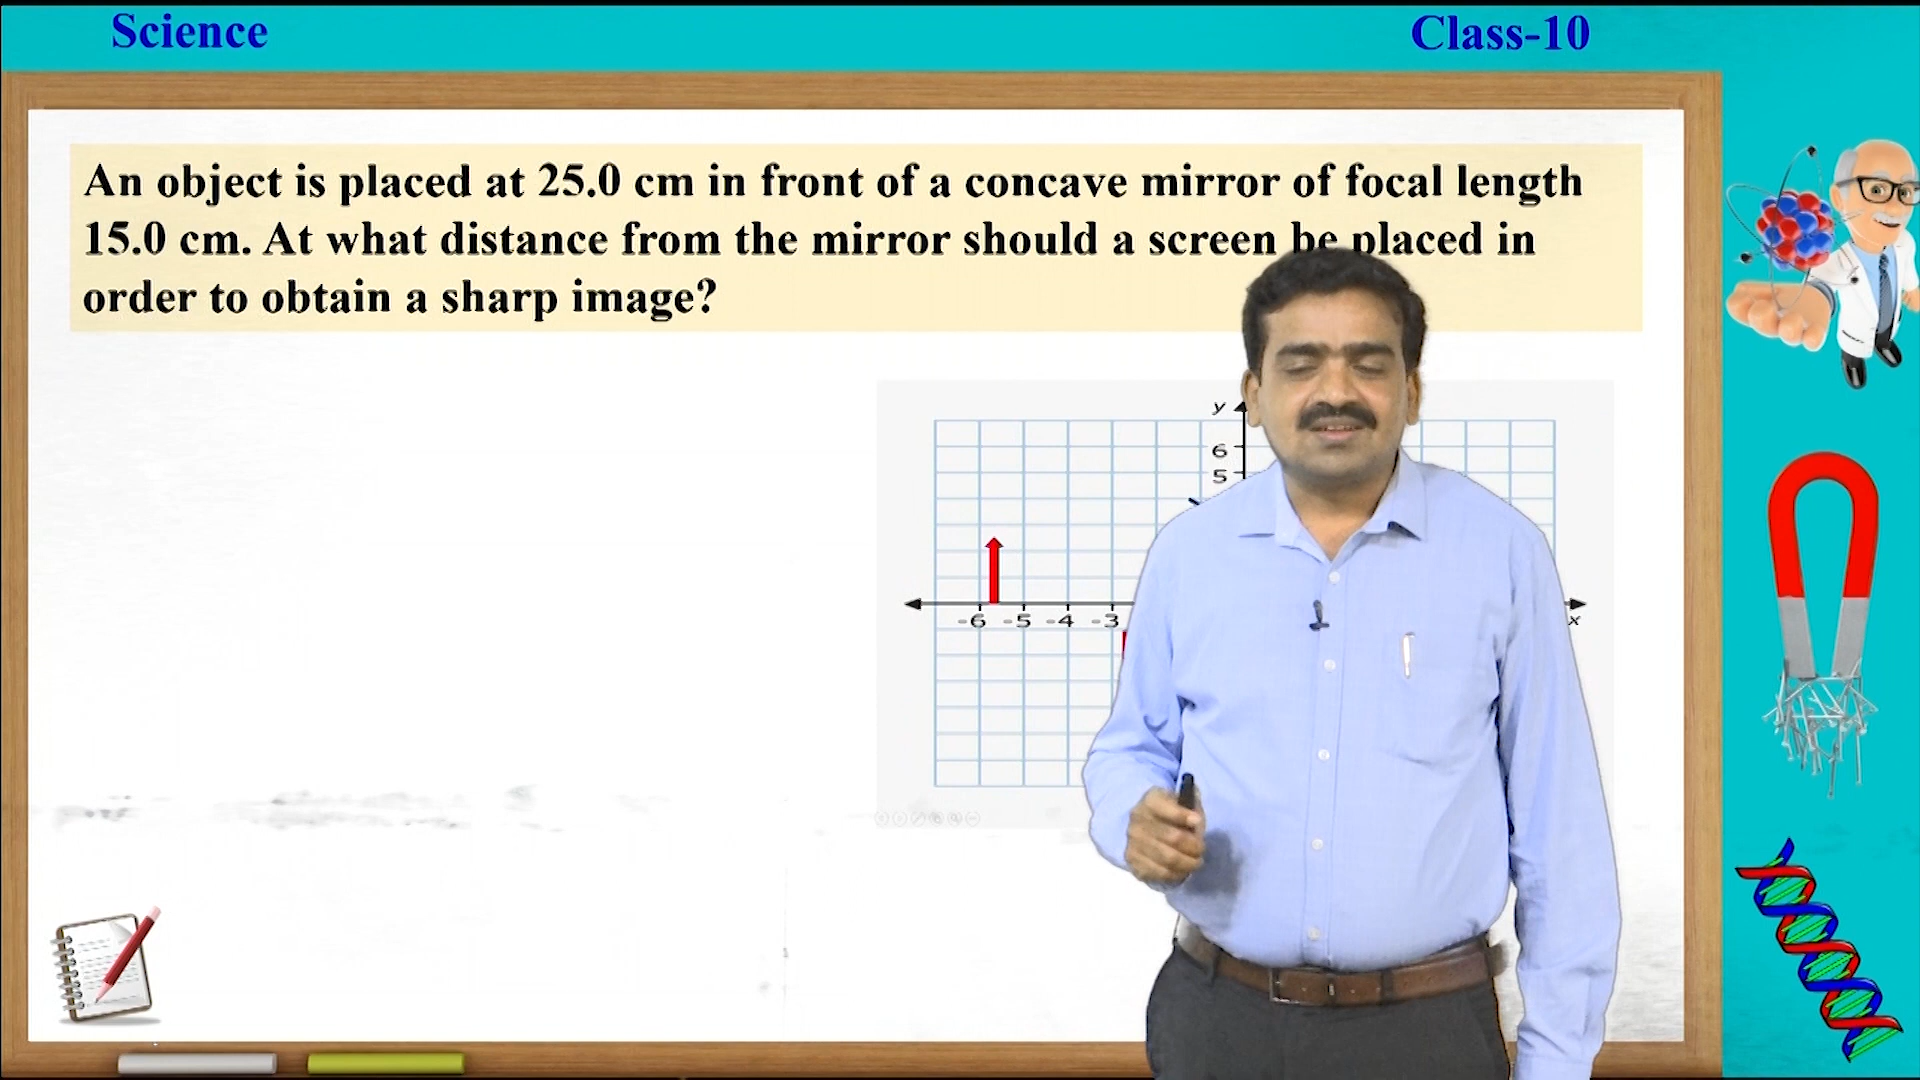 Science
Class-10
An object is placed at 25.0 cm in front of a concave mirror of focal length
15.0 cm. At what distance from the mirror should a screen be placed in
order to obtain a sharp image?
y
6
5
-6 -5 -4 -3
x